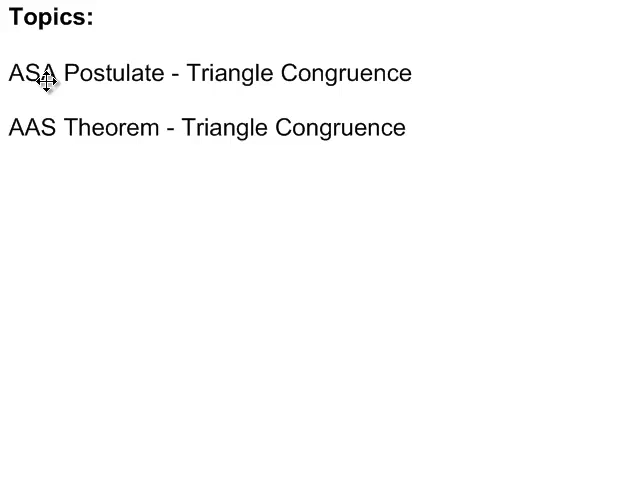 Topics:
ASA Postulate - Triangle Congruence
AAS Theorem - Triangle Congruence